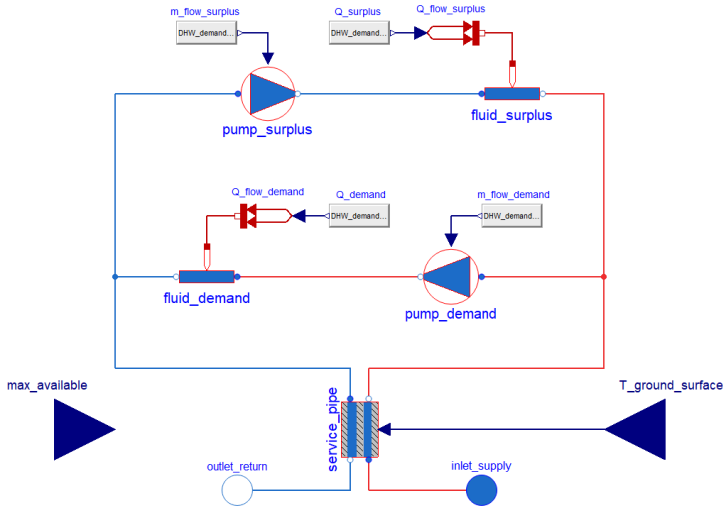 m_flow_surplus
Q_surplus
Q_flow_surplus
DHW_demand...
DHW_demand...
pump_surplus
fluid_surplus
Q_flow_demand
Q_demand
m_flow_demand
DHW_demand...
DHW_demand...
fluid_demand
pump_demand
max_available
T_ground_surface
service_pipe
outlet_return
inlet_supply